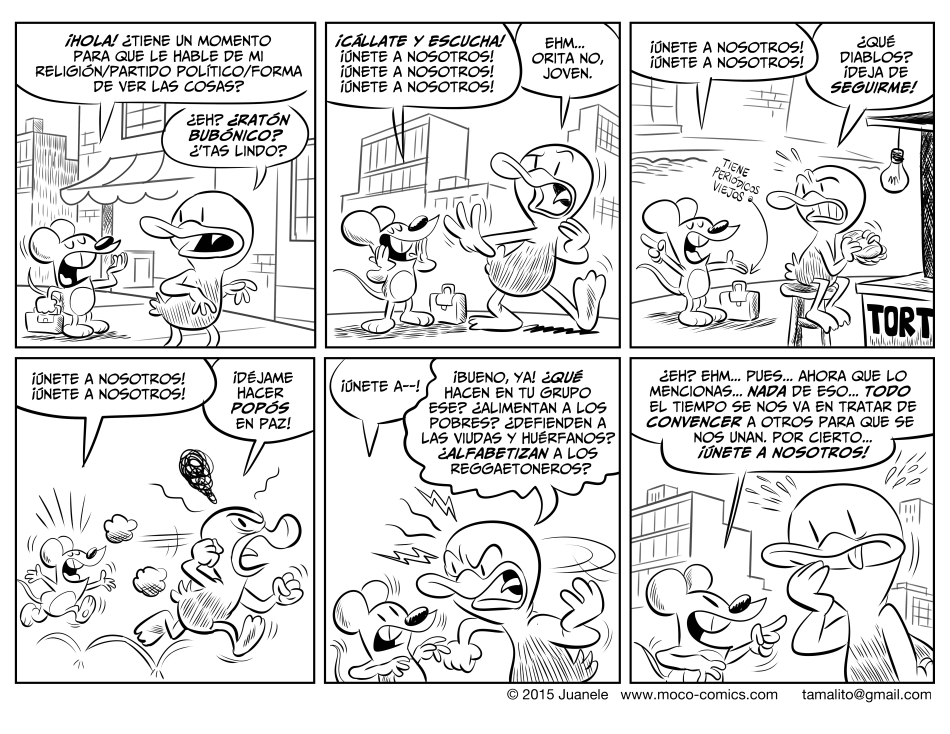 ¡HOLA! ¿TIENE UN MOMENTO
PARA QUE LE HABLE DE MI
RELIGIÓN/PARTIDO POLÍTICO/FORMA
DE VER LAS COSAS?
¿EH? ¿RATÓN
BUBÓNICO?
¿'TAS LINDO?
¡CÁLLATE Y ESCUCHA!
¡ÚNETE A NOSOTROS!
¡ÚNETE A NOSOTROS!
¡ÚNETE A NOSOTROS!
EHM...
ORITA NO,
JOVEN.
¡ÚNETE A NOSOTROS!
¡ÚNETE A NOSOTROS!
¿QUÉ
DIABLOS?
¡DEJA DE
SEGUIRME!
TIENE
PERIÓDICOS
VIEJOS
TORT
¡ÚNETE A NOSOTROS!
¡ÚNETE A NOSOTROS!
¡DÉJAME
HACER
POPÓS
EN PAZ!
¡ÚNETE A--!
¡BUENO, YA! ¿QUÉ
HACEN EN TU GRUPO
ESE? ¿ALIMENTAN A LOS
POBRES? ¿DEFIENDEN A
LAS VIUDAS Y HUÉRFANOS?
¿ALFABETIZAN A LOS
REGGAETONEROS?
¿EH? EHM... PUES... AHORA QUE LO
MENCIONAS... NADA DE ESO... TODO
EL TIEMPO SE NOS VA EN TRATAR DE
CONVENCER A OTROS PARA QUE SE
NOS UNAN. POR CIERTO...
¡ÚNETE A NOSOTROS!
© 2015 Juanele www.moco-comics.com tamalito@gmail.com